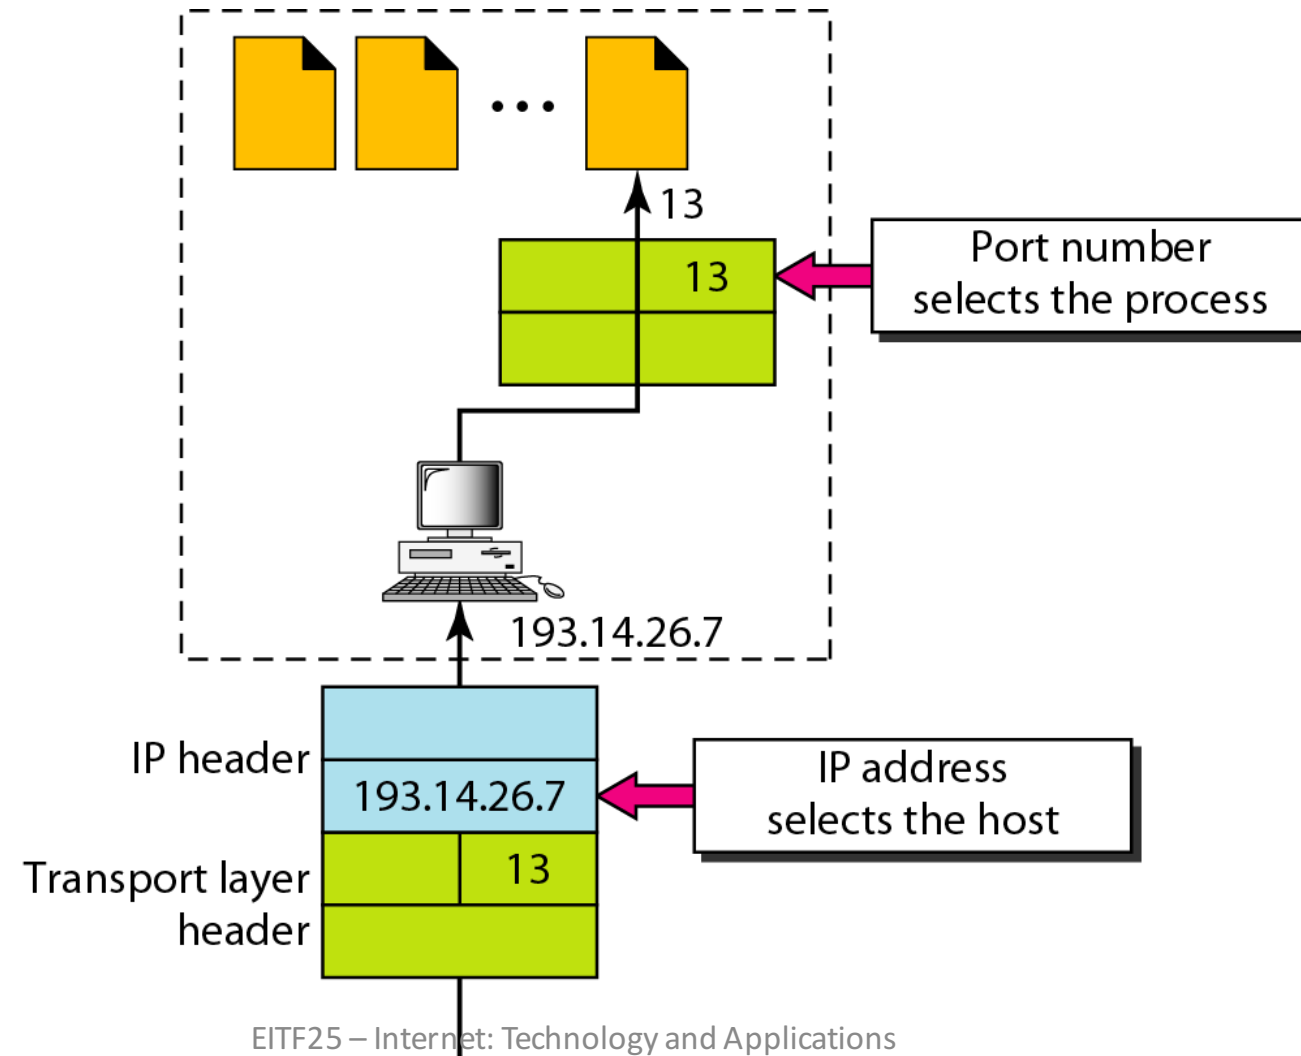 13
13
Port number
selects the process
193.14.26.7
IP header
193.14.26.7
IP address
selects the host
Transport layer
header
13
EITF25 – Internet: Technology and Applications